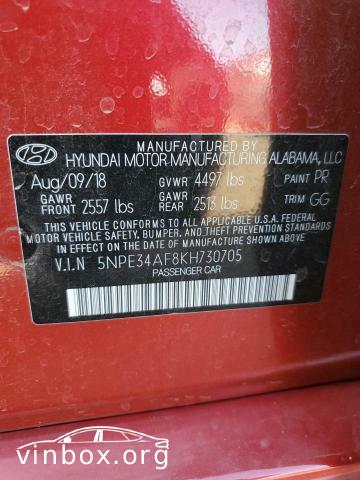 MANUFACTURED BY
HYUNDAI MOTOR MANUFACTURING ALABAMA, LLC
Aug/09/18 GVWR 4497 lbs PAINT PR
GAWR FRONT 2557 lbs GAWR REAR 2513 lbs TRIM GG
THIS VEHICLE CONFORMS TO ALL APPLICABLE U.S. FEDERAL
MOTOR VEHICLE SAFETY, BUMPER, AND THEFT PREVENTION
STANDARDS IN EFFECT ON THE DATE OF MANUFACTURE SHOWN ABOVE.
V.I.N 5NPE34AF8KH730705
PASSENGER CAR
vinbox.org